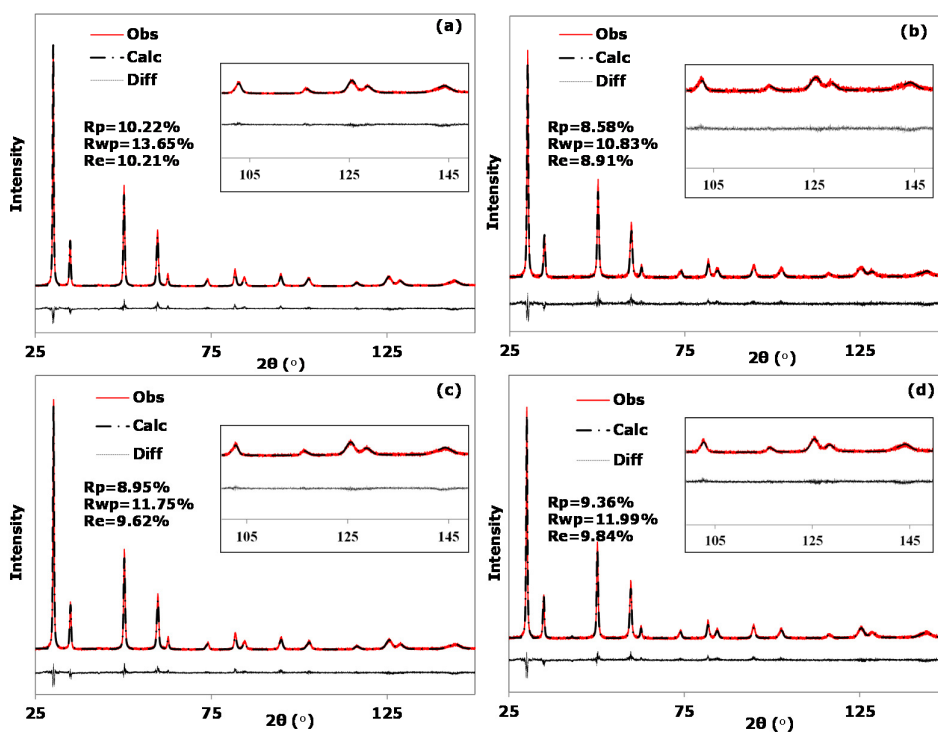 (a)
Obs
Calc
Diff
Rp=10.22%
Rwp=13.65%
Re=10.21%
105 125 145
Intensity
25 75 125
2θ (o)
(b)
Obs
Calc
Diff
Rp=8.58%
Rwp=10.83%
Re=8.91%
105 125 145
Intensity
25 75 125
2θ (o)
(c)
Obs
Calc
Diff
Rp=8.95%
Rwp=11.75%
Re=9.62%
105 125 145
Intensity
25 75 125
2θ (o)
(d)
Obs
Calc
Diff
Rp=9.36%
Rwp=11.99%
Re=9.84%
105 125 145
Intensity
25 75 125
2θ (o)